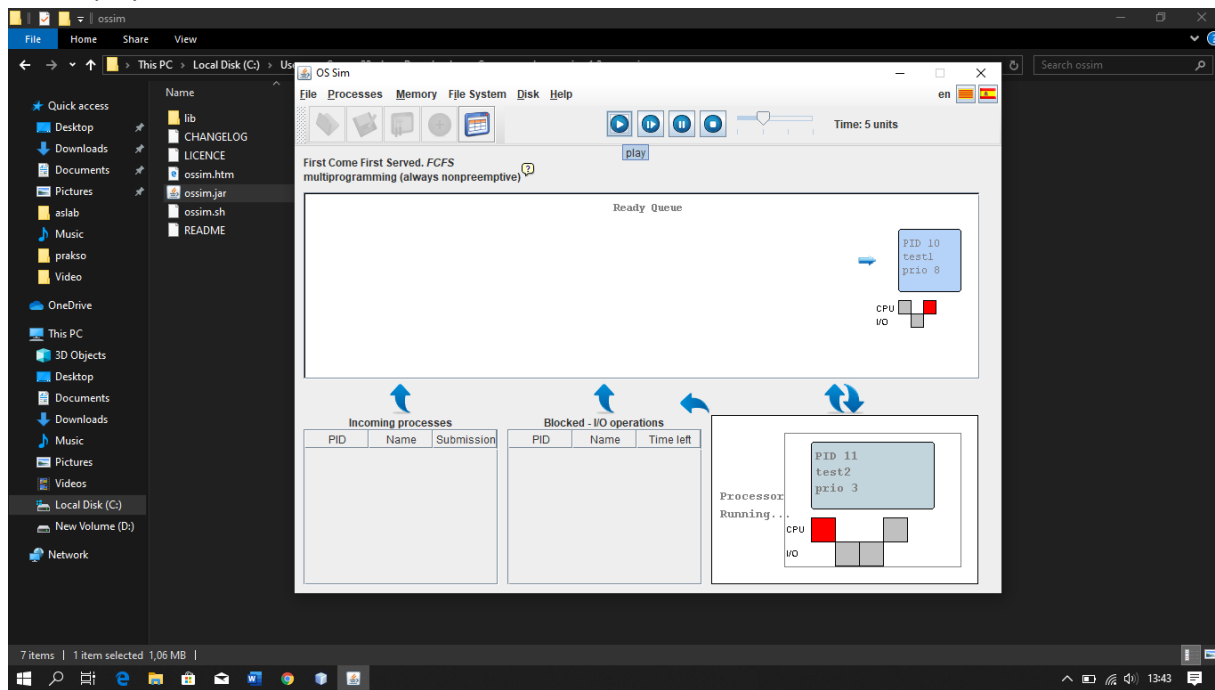 ossim
File Home Share View
This PC > Local Disk (C:) >
Search ossim
Quick access
Desktop
Downloads
Documents
Pictures
aslab
Music
prakso
Video
OneDrive
This PC
3D Objects
Desktop
Documents
Downloads
Music
Pictures
Videos
Local Disk (C:)
New Volume (D:)
Network
Name
lib
CHANGELOG
LICENCE
ossim.htm
ossim.jar
ossim.sh
README
OS Sim
File Processes Memory File System Disk Help en
Time: 5 units
play
First Come First Served. FCFS
multiprogramming (always nonpreemptive)
Ready Queue
PID 10
test1
prio 8
CPU
I/O
Incoming processes
PID Name Submission
Blocked - I/O operations
PID Name Time left
Processor
Running...
PID 11
test2
prio 3
CPU
I/O
7 items 1 item selected 1,06 MB
13:43